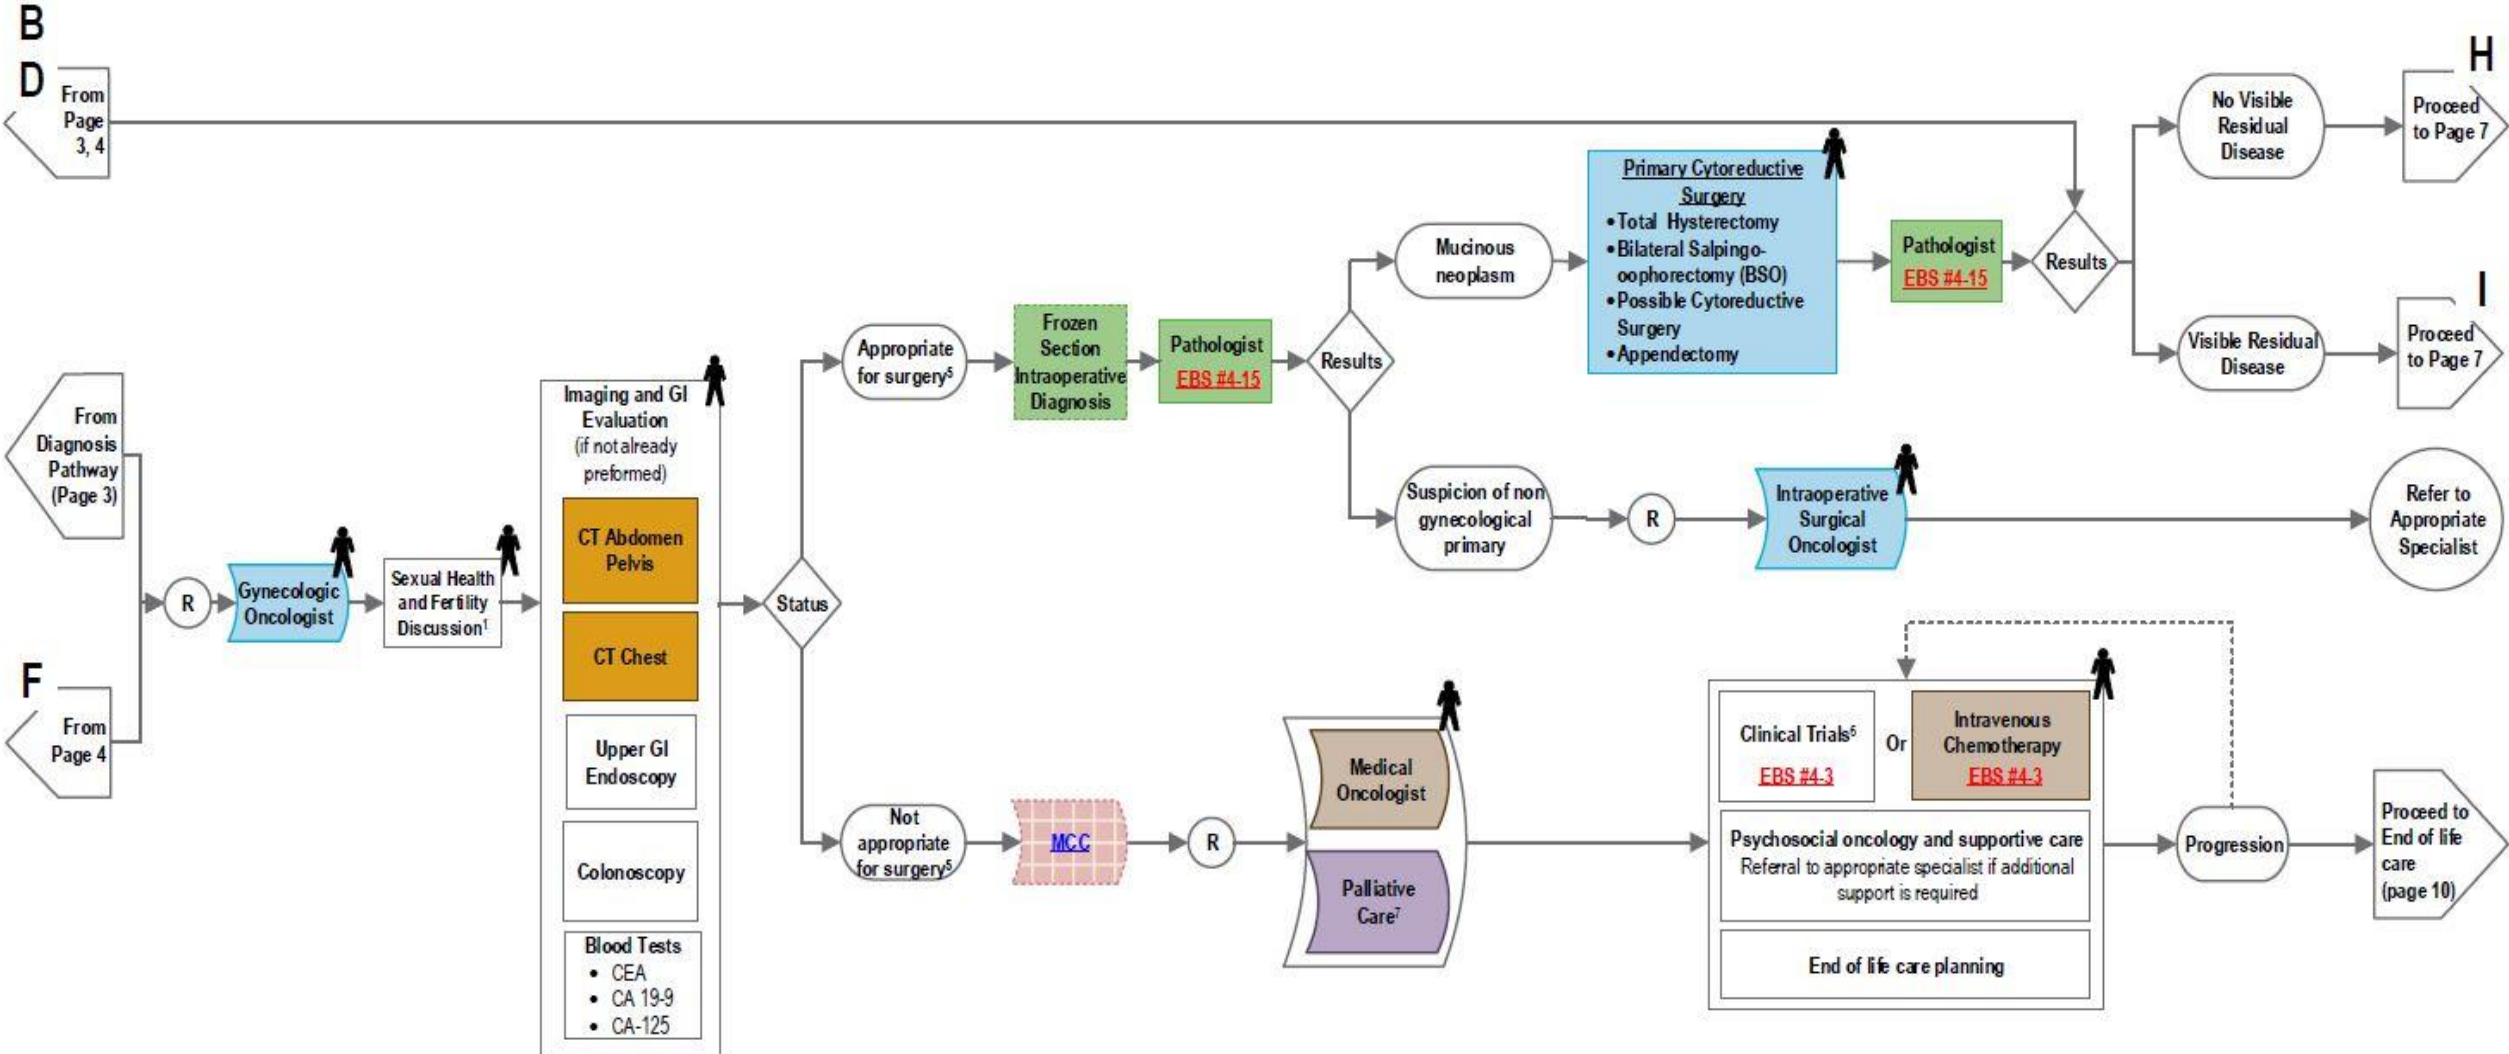 B
D
From
Page
3, 4
H
No Visible
Residual
Disease
Proceed
to Page 7
Primary Cytoreductive
Surgery
•Total Hysterectomy
•Bilateral Salpingo-
oophorectomy (BSO)
•Possible Cytoreductive
Surgery
•Appendectomy
Mucinous
neoplasm
Pathologist
EBS #4-15
Results
I
Visible Residual
Disease
Proceed
to Page 7
Appropriate
for surgery⁵
Frozen
Section
Intraoperative
Diagnosis
Pathologist
EBS #4-15
Results
From
Diagnosis
Pathway
(Page 3)
Imaging and GI
Evaluation
(if not already
preformed)
CT Abdomen
Pelvis
CT Chest
Upper GI
Endoscopy
Colonoscopy
Blood Tests
• CEA
• CA 19-9
• CA-125
Suspicion of non
gynecological
primary
R
Intraoperative
Surgical
Oncologist
Refer to
Appropriate
Specialist
R
Gynecologic
Oncologist
Sexual Health
and Fertility
Discussion¹
Status
F
From
Page 4
Not
appropriate
for surgery⁵
MCC
R
Medical
Oncologist
Palliative
Care⁷
Clinical Trials⁶
EBS #4-3
Or
Intravenous
Chemotherapy
EBS #4-3
Psychosocial oncology and supportive care
Referral to appropriate specialist if additional
support is required
End of life care planning
Progression
Proceed to
End of life
care
(page 10)